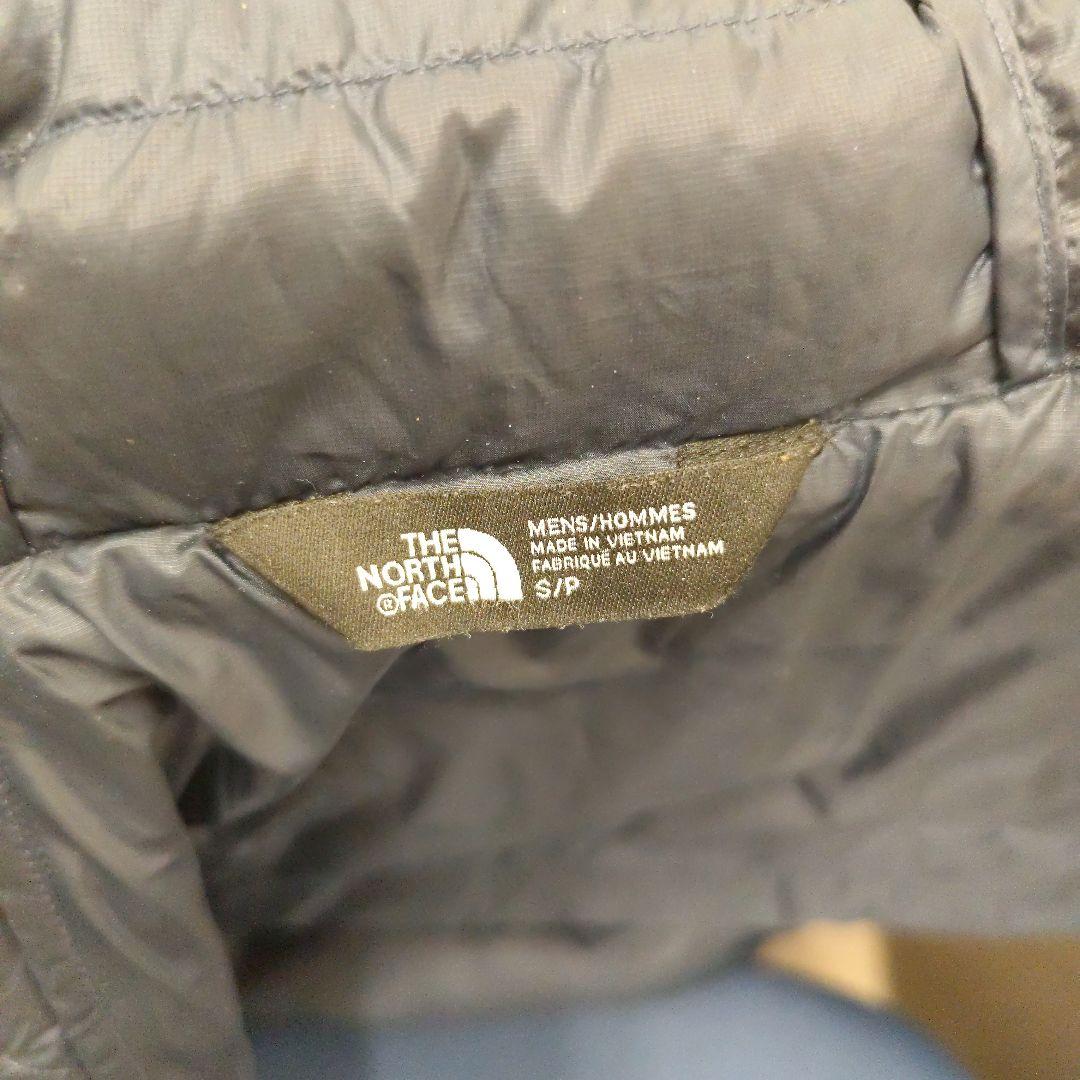 THE
NORTH
®FACE
MENS/HOMMES
MADE IN VIETNAM
FABRIQUÉ AU VIETNAM
S/P